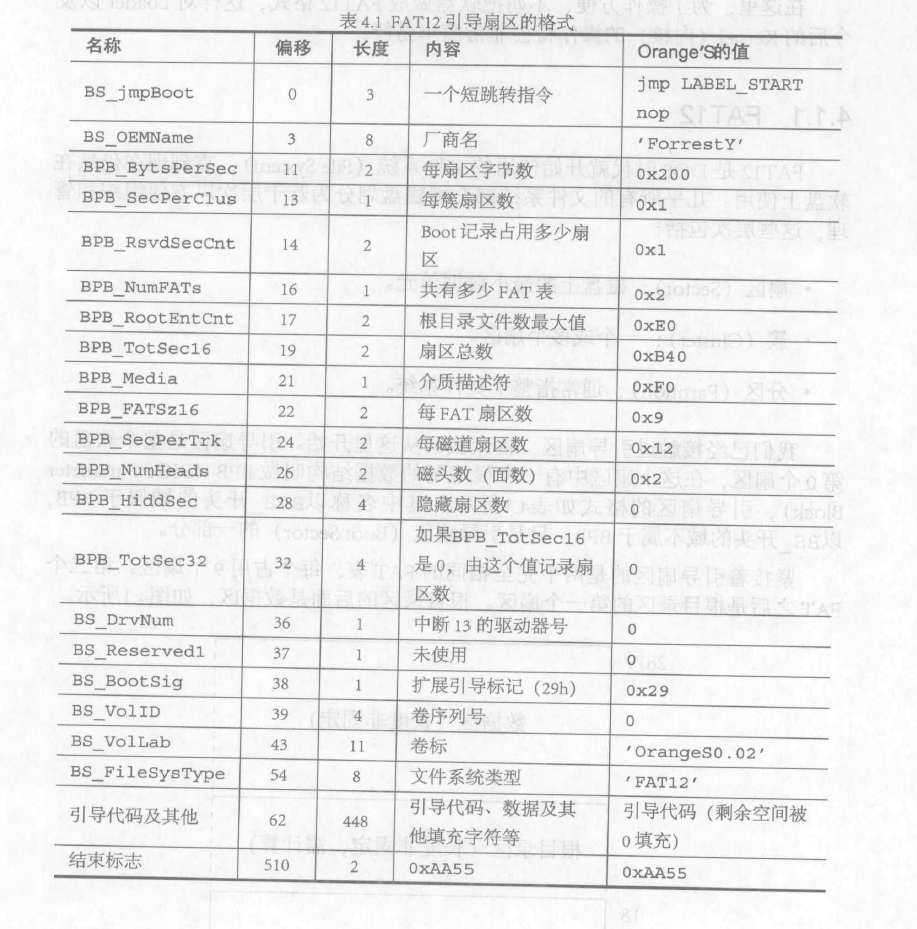 表 4.1 FAT12 引导扇区的格式
名称 偏移 长度 内容 Orange'S的值
BS_jmpBoot 0 3 一个短跳转指令 jmp LABEL_START
nop
BS_OEMName 3 8 厂商名 'ForrestY'
BPB_BytsPerSec 11 2 每扇区字节数 0x200
BPB_SecPerClus 13 1 每簇扇区数 0x1
BPB_RsvdSecCnt 14 2 Boot 记录占用多少扇
区 0x1
BPB_NumFATs 16 1 共有多少 FAT 表 0x2
BPB_RootEntCnt 17 2 根目录文件数最大值 0xE0
BPB_TotSec16 19 2 扇区总数 0xB40
BPB_Media 21 1 介质描述符 0xF0
BPB_FATSz16 22 2 每 FAT 扇区数 0x9
BPB_SecPerTrk 24 2 每磁道扇区数 0x12
BPB_NumHeads 26 2 磁头数（面数） 0x2
BPB_HiddSec 28 4 隐藏扇区数 0
BPB_TotSec32 32 4 如果BPB_TotSec16
是 0，由这个值记录扇
区数 0
BS_DrvNum 36 1 中断 13 的驱动器号 0
BS_Reserved1 37 1 未使用 0
BS_BootSig 38 1 扩展引导标记（29h） 0x29
BS_VolID 39 4 卷序列号 0
BS_VolLab 43 11 卷标 'OrangeS0.02'
BS_FileSysType 54 8 文件系统类型 'FAT12'
引导代码及其他 62 448 引导代码、数据及其
他填充字符等 引导代码（剩余空间被
0 填充）
结束标志 510 2 0xAA55 0xAA55